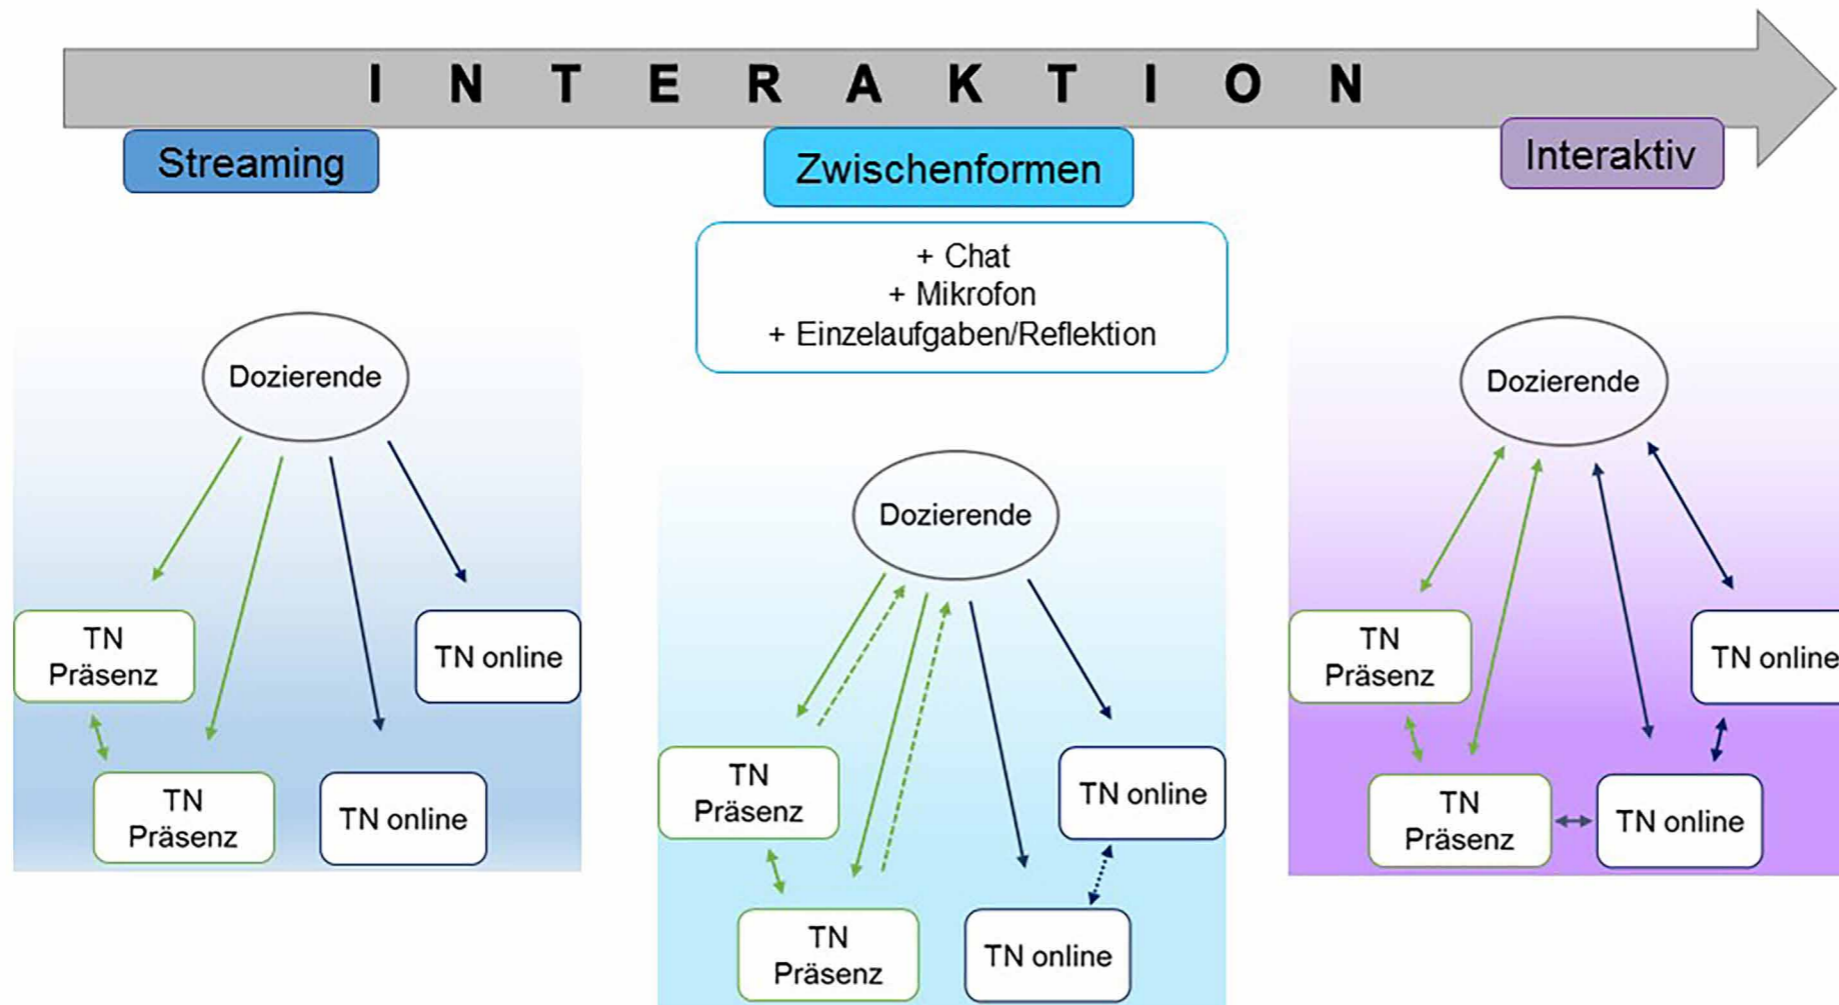 INTERAKTION
Streaming
Zwischenformen
Interaktiv
+ Chat
+ Mikrofon
+ Einzelaufgaben/Reflektion
Dozierende
TN
Präsenz
TN online
TN
Präsenz
TN online
Dozierende
TN
Präsenz
TN online
TN
Präsenz
TN online
Dozierende
TN
Präsenz
TN online
TN
Präsenz
TN online